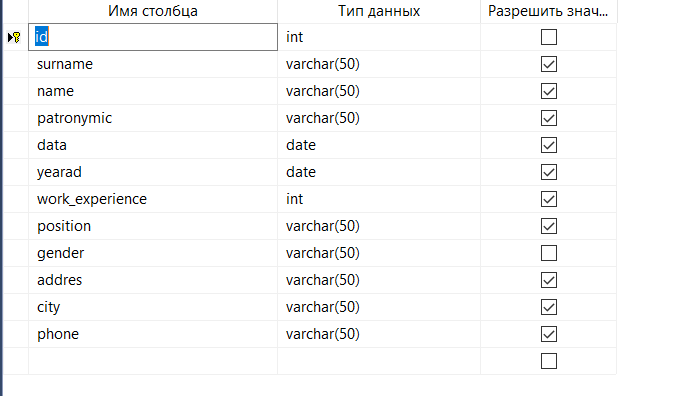 Имя столбца Тип данных Разрешить знач...
id int
surname varchar(50)
name varchar(50)
patronymic varchar(50)
data date
yearad date
work_experience int
position varchar(50)
gender varchar(50)
addres varchar(50)
city varchar(50)
phone varchar(50)